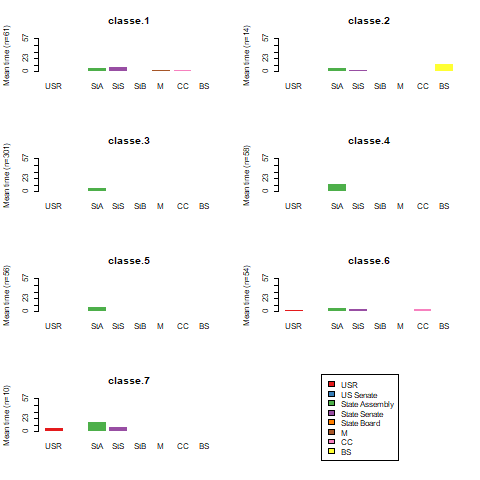 classe.1
Mean time (n=61)
0 23 57
USR StA StS StB M CC BS
classe.2
Mean time (n=14)
0 23 57
USR StA StS StB M CC BS
classe.3
Mean time (n=301)
0 23 57
USR StA StS StB M CC BS
classe.4
Mean time (n=58)
0 23 57
USR StA StS StB M CC BS
classe.5
Mean time (n=56)
0 23 57
USR StA StS StB M CC BS
classe.6
Mean time (n=54)
0 23 57
USR StA StS StB M CC BS
classe.7
Mean time (n=10)
0 23 57
USR StA StS StB M CC BS
USR
US Senate
State Assembly
State Senate
State Board
M
CC
BS